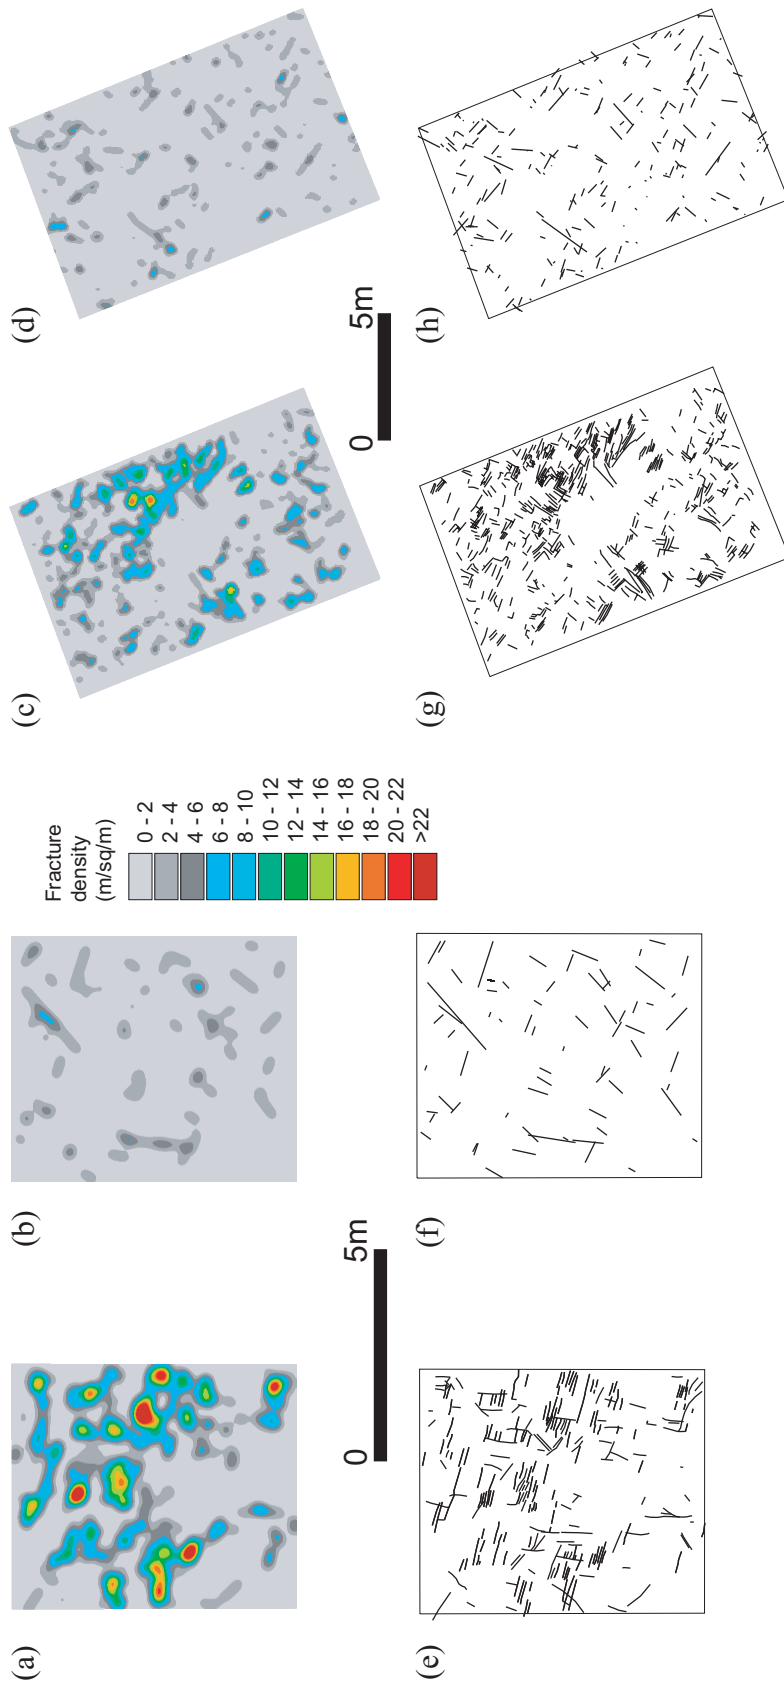 (a)
(b)
(c)
(d)
Fracture
density
(m/sq/m)
0 - 2
2 - 4
4 - 6
6 - 8
8 - 10
10 - 12
12 - 14
14 - 16
16 - 18
18 - 20
20 - 22
>22
0 5m
0 5m
(e)
(f)
(g)
(h)